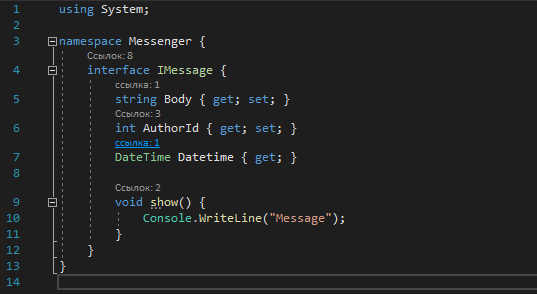 1 using System;
2
3 namespace Messenger {
Ссылок: 8
4 interface IMessage {
ссылка: 1
5 string Body { get; set; }
Ссылок: 3
6 int AuthorId { get; set; }
ссылка: 1
7 DateTime Datetime { get; }
8
Ссылок: 2
9 void show() {
10 Console.WriteLine("Message");
11 }
12 }
13 }
14